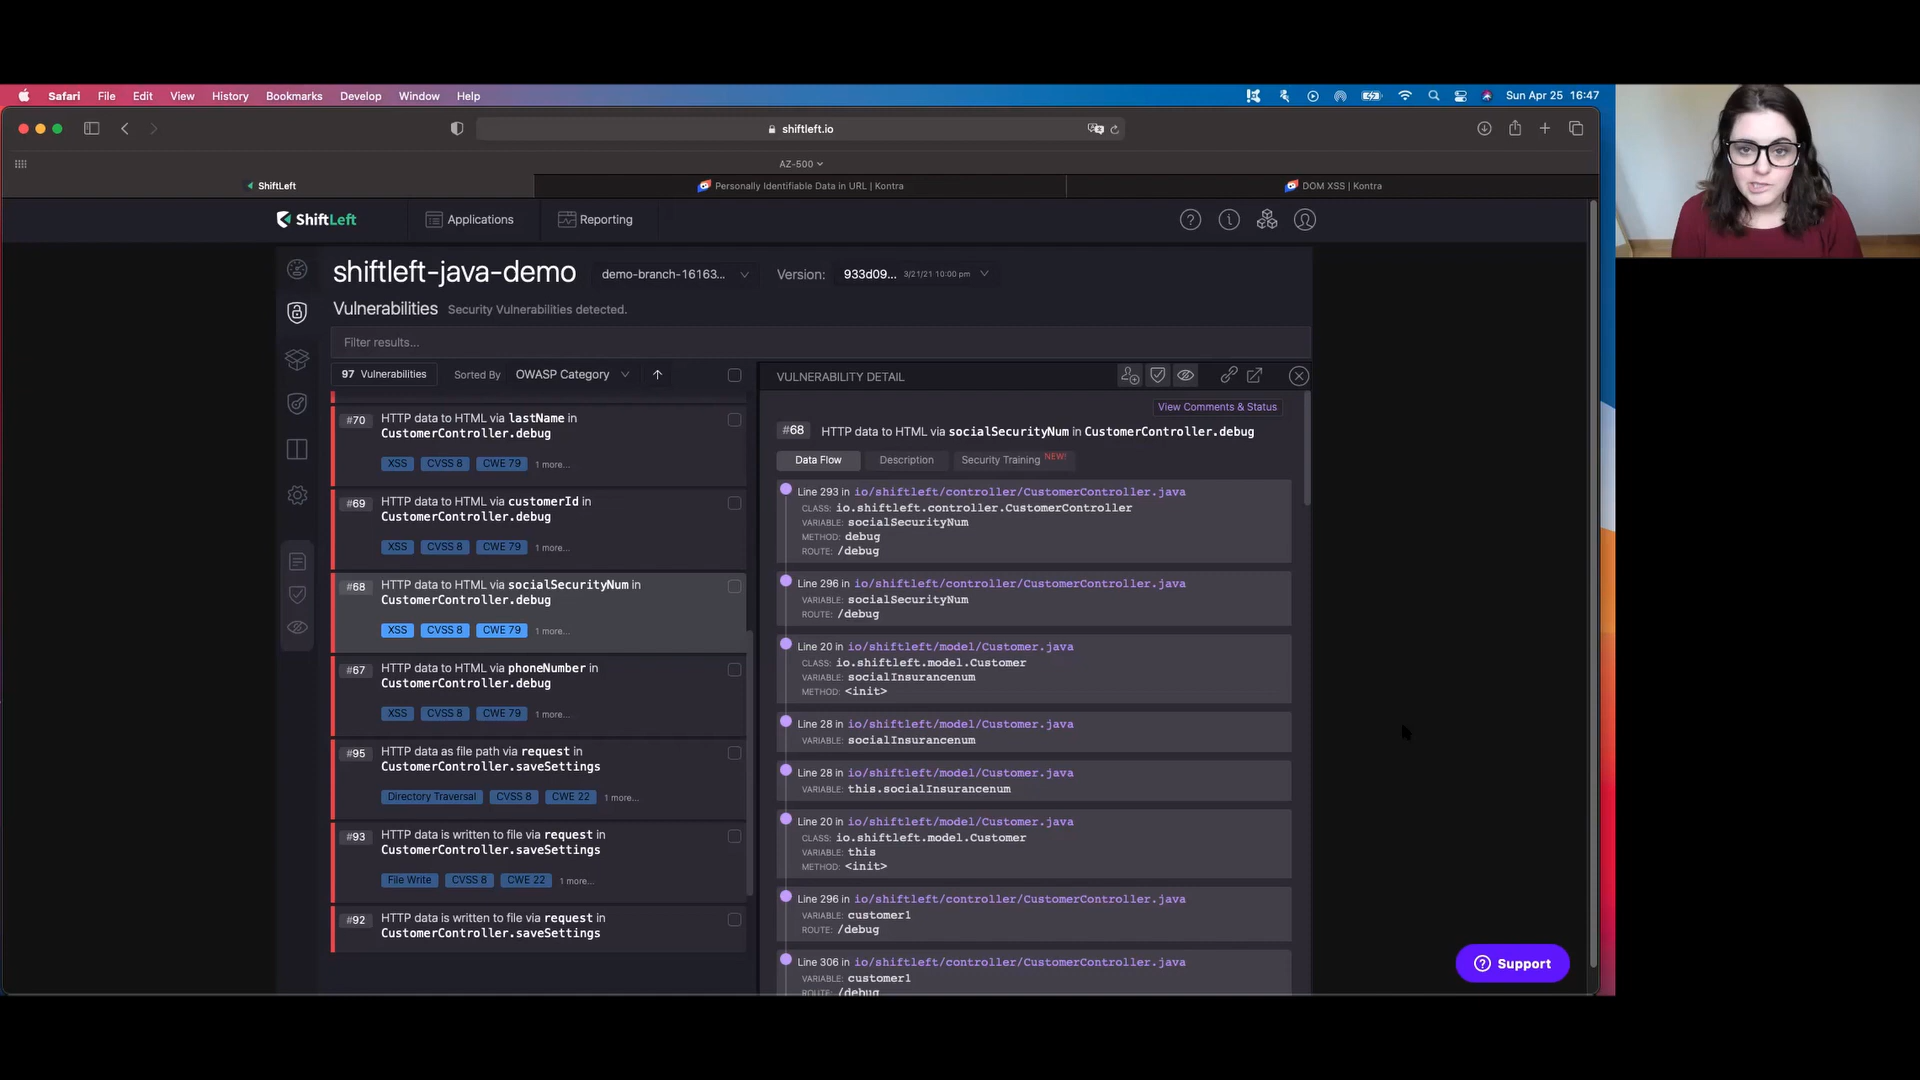 Safari File Edit View History Bookmarks Develop Window Help
Sun Apr 25 16:47
shiftleft.io
AZ-500
ShiftLeft
Personally Identifiable Data in URL | Kontra
DOM XSS | Kontra
ShiftLeft
Applications
Reporting
shiftleft-java-demo
demo-branch-16163...
Version: 933d09... 3/21/21 10:00 pm
Vulnerabilities Security Vulnerabilities detected.
Filter results...
97 Vulnerabilities
Sorted By OWASP Category
#70 HTTP data to HTML via lastName in
CustomerController.debug
XSS CVSS 8 CWE 79 1 more...
#69 HTTP data to HTML via customerId in
CustomerController.debug
XSS CVSS 8 CWE 79 1 more...
#68 HTTP data to HTML via socialSecurityNum in
CustomerController.debug
XSS CVSS 8 CWE 79 1 more...
#67 HTTP data to HTML via phoneNumber in
CustomerController.debug
XSS CVSS 8 CWE 79 1 more...
#95 HTTP data as file path via request in
CustomerController.saveSettings
Directory Traversal CVSS 8 CWE 22 1 more...
#93 HTTP data is written to file via request in
CustomerController.saveSettings
File Write CVSS 8 CWE 22 1 more...
#92 HTTP data is written to file via request in
CustomerController.saveSettings
VULNERABILITY DETAIL
View Comments & Status
#68 HTTP data to HTML via socialSecurityNum in CustomerController.debug
Data Flow Description Security Training NEW!
Line 293 in io/shiftleft/controller/CustomerController.java
CLASS: io.shiftleft.controller.CustomerController
VARIABLE: socialSecurityNum
METHOD: debug
ROUTE: /debug
Line 296 in io/shiftleft/controller/CustomerController.java
VARIABLE: socialSecurityNum
ROUTE: /debug
Line 20 in io/shiftleft/model/Customer.java
CLASS: io.shiftleft.model.Customer
VARIABLE: socialInsurancenum
METHOD: <init>
Line 28 in io/shiftleft/model/Customer.java
VARIABLE: socialInsurancenum
Line 28 in io/shiftleft/model/Customer.java
VARIABLE: this.socialInsurancenum
Line 20 in io/shiftleft/model/Customer.java
CLASS: io.shiftleft.model.Customer
VARIABLE: this
METHOD: <init>
Line 296 in io/shiftleft/controller/CustomerController.java
VARIABLE: customer1
ROUTE: /debug
Line 306 in io/shiftleft/controller/CustomerController.java
VARIABLE: customer1
ROUTE: /debug
Support